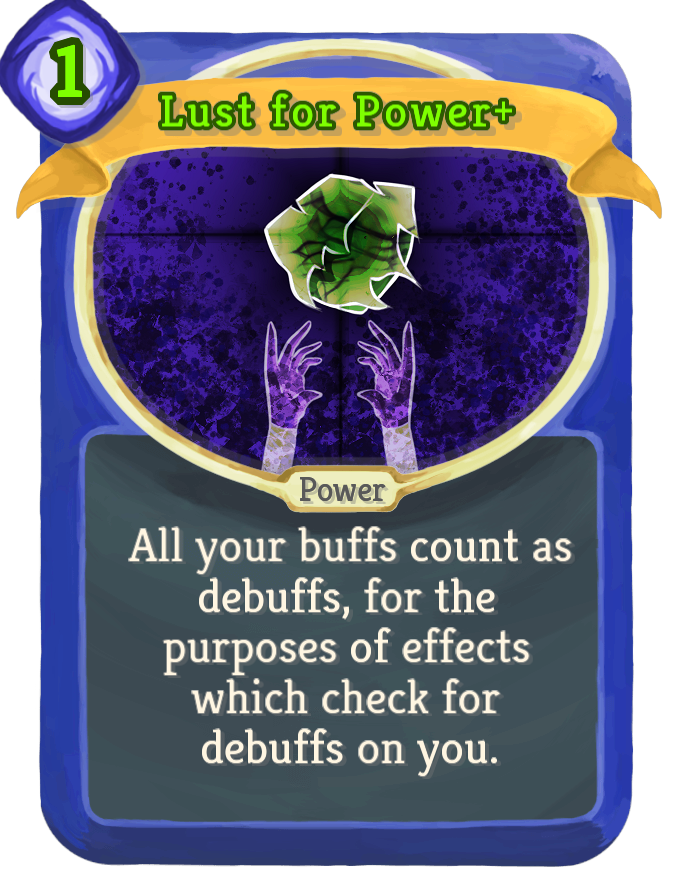 1
Lust for Power+
Power
All your buffs count as
debuffs, for the
purposes of effects
which check for
debuffs on you.